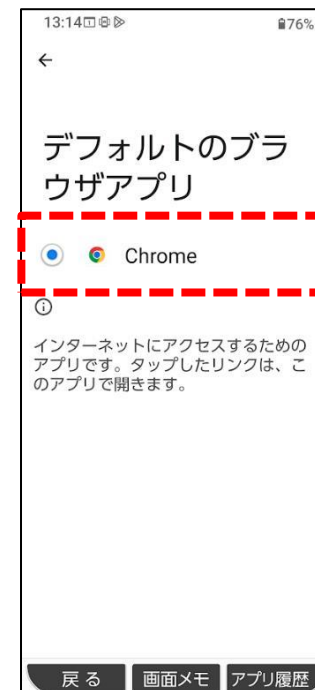 13:14 76%
デフォルトのブラ
ウザアプリ
Chrome
インターネットにアクセスするための
アプリです。タップしたリンクは、こ
のアプリで開きます。
戻る 画面メモ アプリ履歴